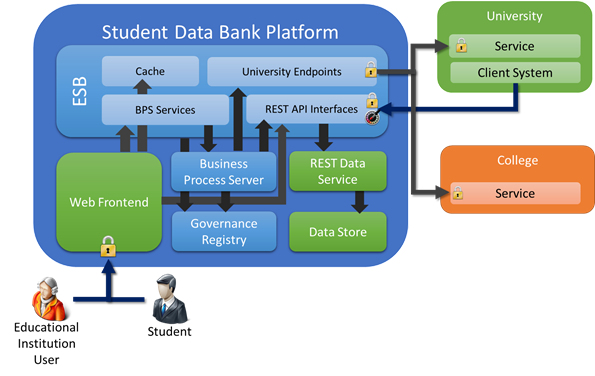 Student Data Bank Platform
ESB
Cache
University Endpoints
BPS Services
REST API Interfaces
Web Frontend
Business
Process Server
REST Data
Service
Governance
Registry
Data Store
University
Service
Client System
College
Service
Educational
Institution
User
Student